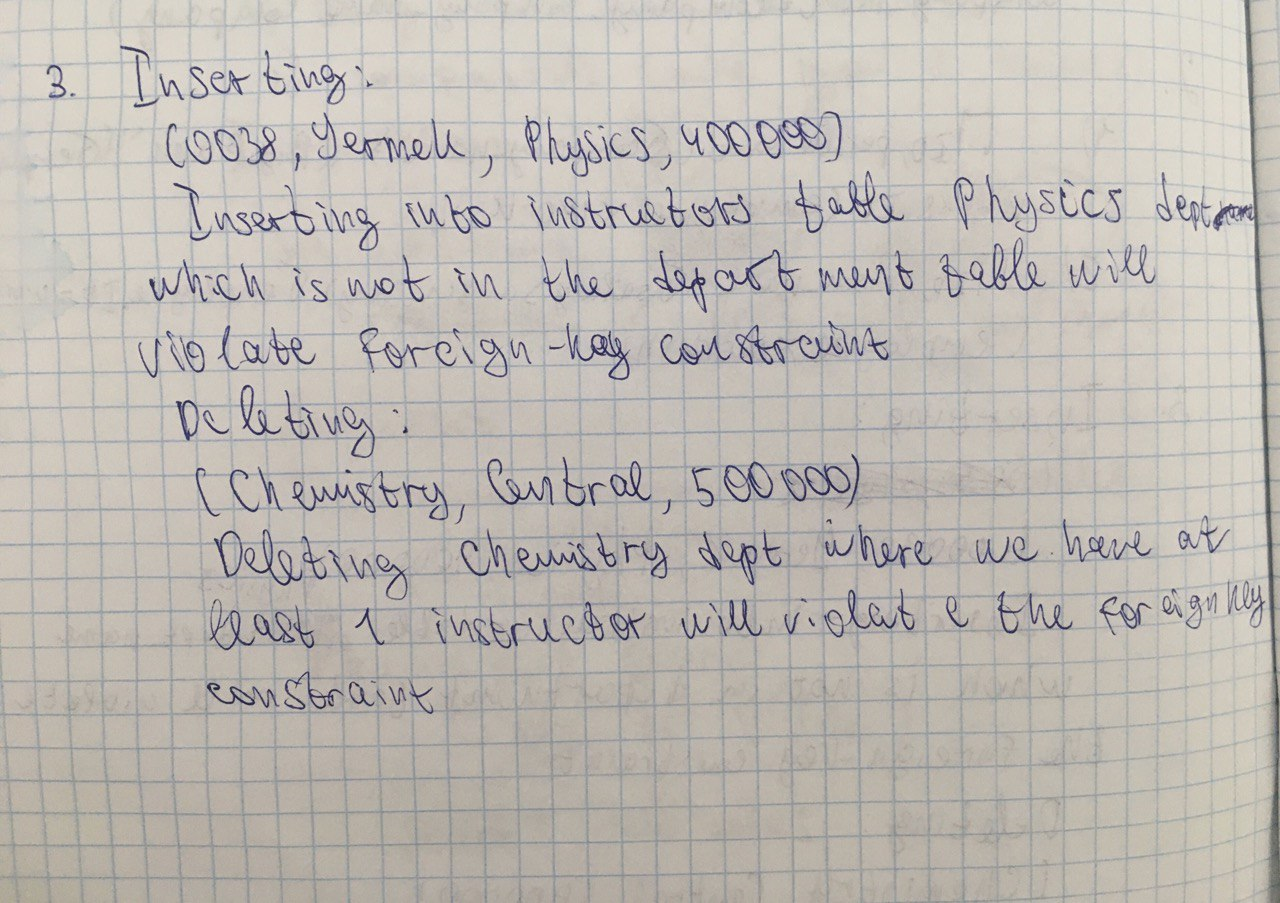 3. Inserting:
(0038, Yermek, Physics, 400000)
Inserting into instructors table Physics dept
which is not in the department table will
violate foreign-key constraint
Deleting:
(Chemistry, Central, 500000)
Deleting Chemistry dept where we have at
least 1 instructor will violate the foreign key
constraint